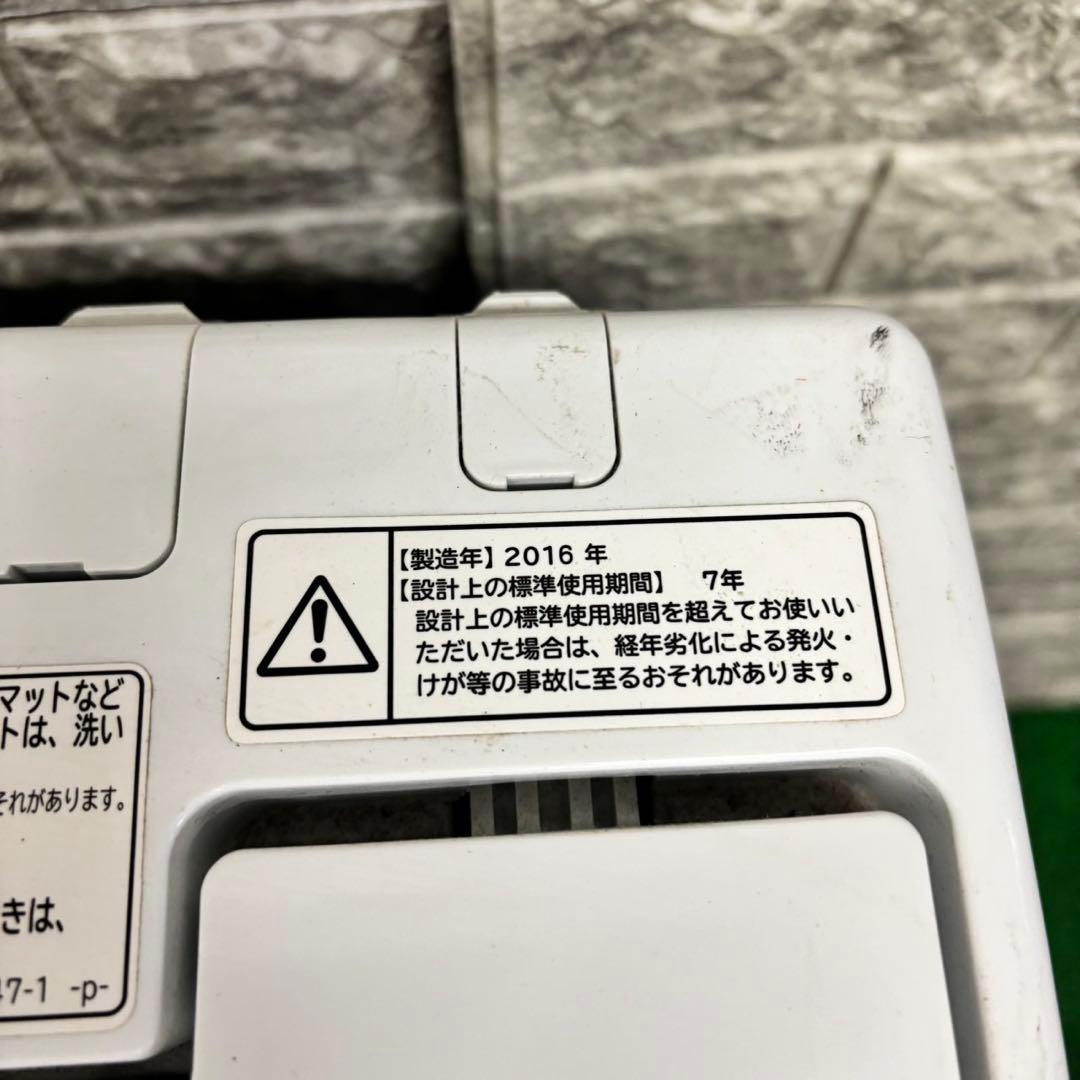 【製造年】2016 年
【設計上の標準使用期間】 7年
設計上の標準使用期間を超えてお使いい
ただいた場合は、経年劣化による発火・
けが等の事故に至るおそれがあります。
マットなど
トは、洗い
それがあります。
きは、
47-1 -p-